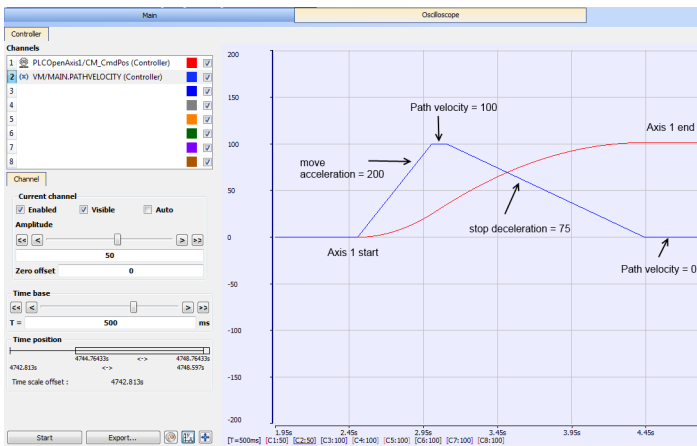 Main
Oscilloscope
Controller
Channels
1 PLCOpenAxis1/CM_CmdPos (Controller)
2 (x) VM/MAIN.PATHVELOCITY (Controller)
3
4
5
6
7
8
Channel
Current channel
Enabled Visible Auto
Amplitude
<< < > >>
50
Zero offset 0
Time base
<< < > >>
T = 500 ms
Time position
4744.76433s <-> 4748.76433s
4742.813s <-> 4748.597s
Time scale offset : 4742.813s
Start Export...
200
150
100
50
0
-50
-100
-150
-200
Path velocity = 100
Axis 1 end
move
acceleration = 200
stop deceleration = 75
Axis 1 start
Path velocity = 0
1.95s 2.45s 2.95s 3.45s 3.95s 4.45s
[T=500ms] [C1:50] [C2:50] [C3:100] [C4:100] [C5:100] [C6:100] [C7:100] [C8:100]